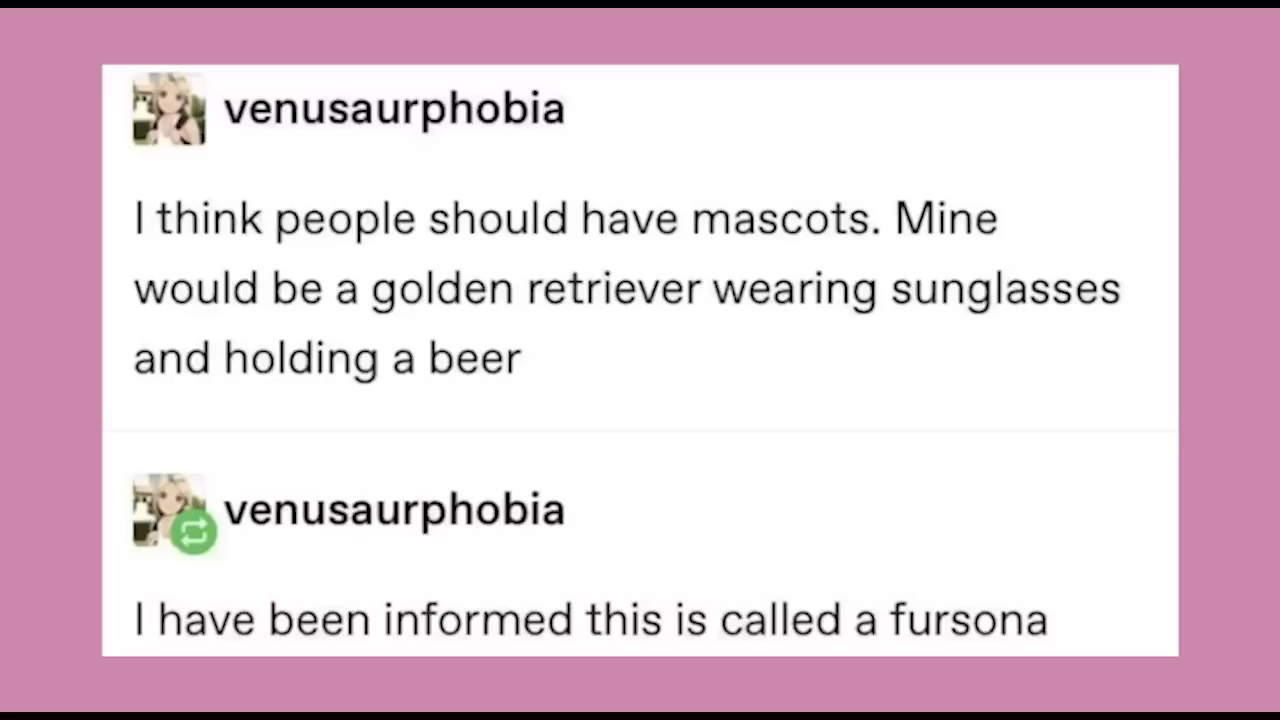 venusaurphobia
I think people should have mascots. Mine
would be a golden retriever wearing sunglasses
and holding a beer
venusaurphobia
I have been informed this is called a fursona